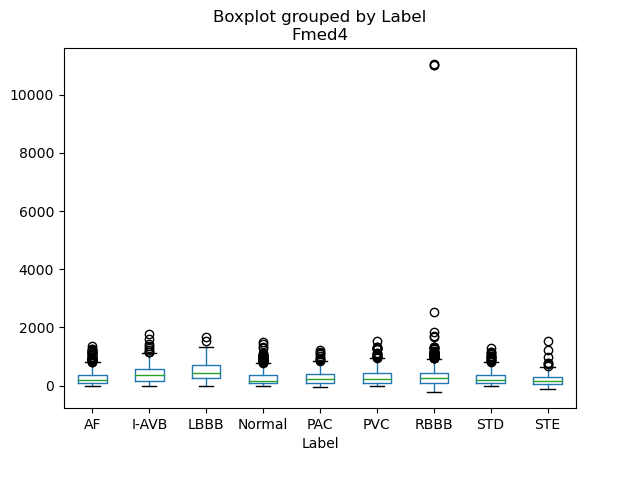 Boxplot grouped by Label
Fmed4
10000
8000
6000
4000
2000
0
AF I-AVB LBBB Normal PAC PVC RBBB STD STE
Label